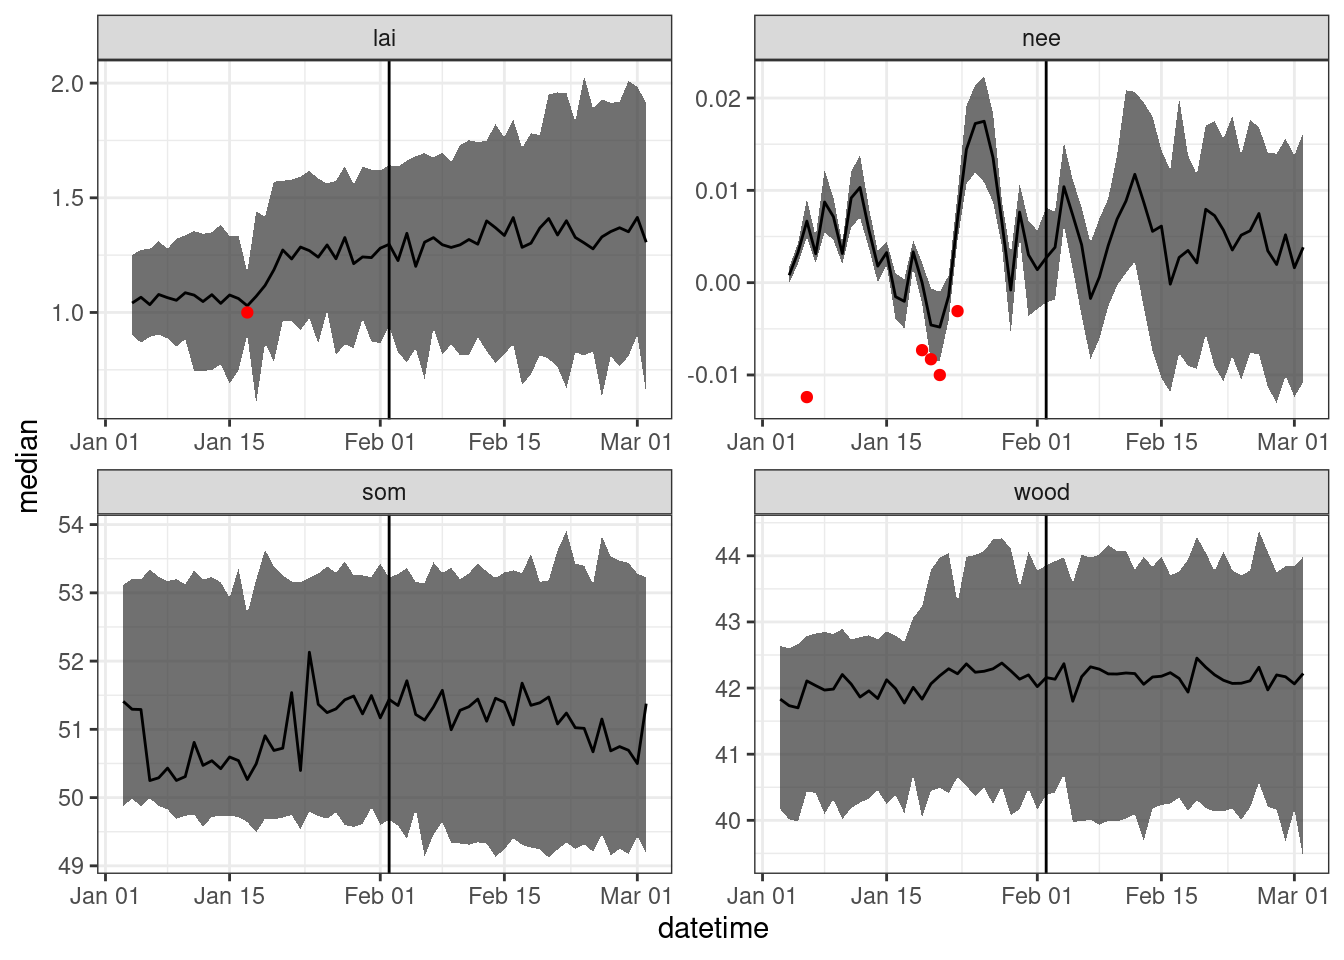 lai
nee
2.0
1.5
1.0
0.02
0.01
0.00
-0.01
Jan 01 Jan 15 Feb 01 Feb 15 Mar 01
Jan 01 Jan 15 Feb 01 Feb 15 Mar 01
median
som
wood
54
53
52
51
50
49
44
43
42
41
40
Jan 01 Jan 15 Feb 01 Feb 15 Mar 01
Jan 01 Jan 15 Feb 01 Feb 15 Mar 01
datetime